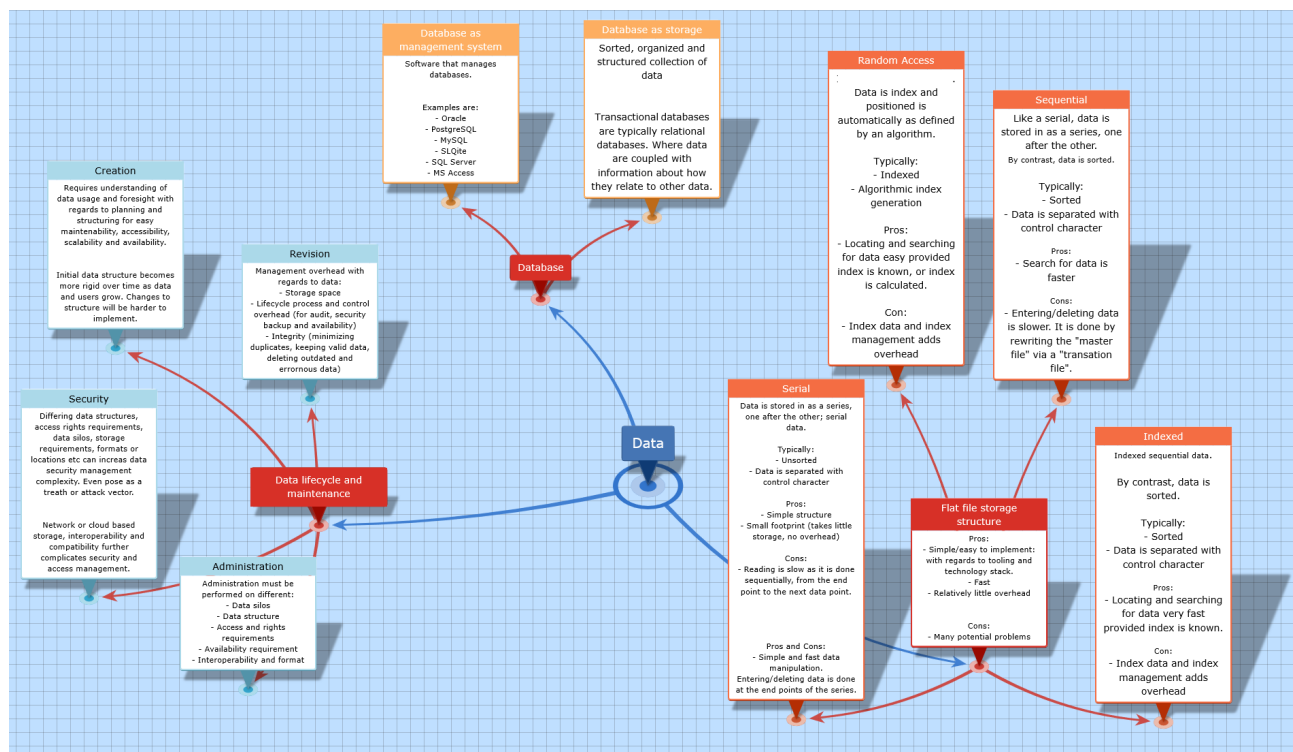 Database as
management system
Software that manages
databases.
Examples are:
- Oracle
- PostgreSQL
- MySQL
- SLQite
- SQL Server
- MS Access
Database as storage
Sorted, organized and
structured collection of
data
Transactional databases
are typically relational
databases. Where data
are coupled with
information about how
they relate to other data.
Random Access
Data is index and
positioned is
automatically as defined
by an algorithm.
Typically:
- Indexed
- Algorithmic index
generation
Pros:
- Locating and searching
for data easy provided
index is known, or index
is calculated.
Con:
- Index data and index
management adds
overhead
Sequential
Like a serial, data is
stored in as a series, one
after the other.
By contrast, data is sorted.
Typically:
- Sorted
- Data is separated with
control character
Pros:
- Search for data is
faster
Cons:
- Entering/deleting data
is slower. It is done by
rewriting the "master
file" via a "transation
file".
Creation
Requires understanding of
data usage and foresight with
regards to planning and
structuring for easy
maintenability, accessibility,
scalability and availability.
Initial data structure becomes
more rigid over time as data
and users grow. Changes to
structure will be harder to
implement.
Revision
Management overhead with
regards to data:
- Storage space
- Lifecycle process and control
overhead (for audit, security
backup and availability)
- Integrity (minimizing
duplicates, keeping valid data,
deleting outdated and
errornous data)
Database
Security
Differing data structures,
access rights requirements,
data silos, storage
requirements, formats or
locations etc can increas data
security management
complexity. Even pose as a
treath or attack vector.
Network or cloud based
storage, interoperability and
compatibility further
complicates security and
access management.
Data lifecycle and
maintenance
Data
Administration
Administration must be
performed on different:
- Data silos
- Data structure
- Access and rights
requirements
- Availability requirement
- Interoperability and format
Serial
Data is stored in as a series,
one after the other; serial
data.
Typically:
- Unsorted
- Data is separated with
control character
Pros:
- Simple structure
- Small footprint (takes little
storage, no overhead)
Cons:
- Reading is slow as it is done
sequentially, from the end
point to the next data point.
Pros and Cons:
- Simple and fast data
manipulation.
Entering/deleting data is done
at the end points of the series.
Flat file storage
structure
Pros:
- Simple/easy to implement:
with regards to tooling and
technology stack.
- Fast
- Relatively little overhead
Cons:
- Many potential problems
Indexed
Indexed sequential data.
By contrast, data is
sorted.
Typically:
- Sorted
- Data is separated with
control character
Pros:
- Locating and searching
for data very fast
provided index is known.
Con:
- Index data and index
management adds
overhead